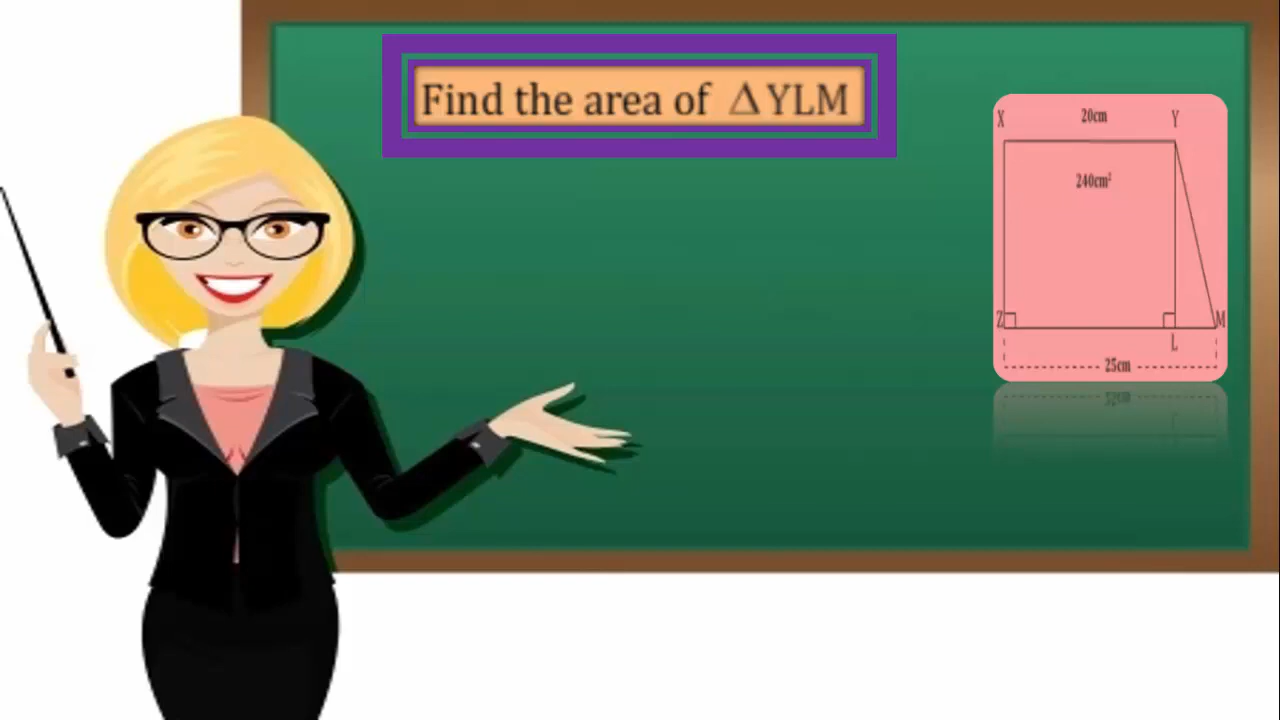 Find the area of ΔYLM
X 20cm Y
240cm²
Z M
L
25cm